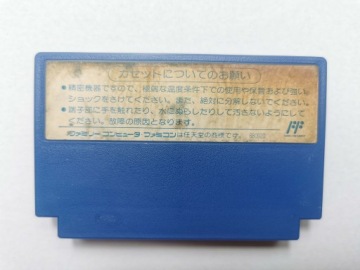 カセットについてのお願い
●精密機器ですので、極端な温度条件下での使用や保管および強い
ショックをさけてください。また、絶対に分解しないでください。
●端子部に手を触れたり、水にぬらしたりして汚さないようにして
ください。故障の原因となります。
ファミリーコンピュータ・ファミコンは任天堂の商標です。
FF